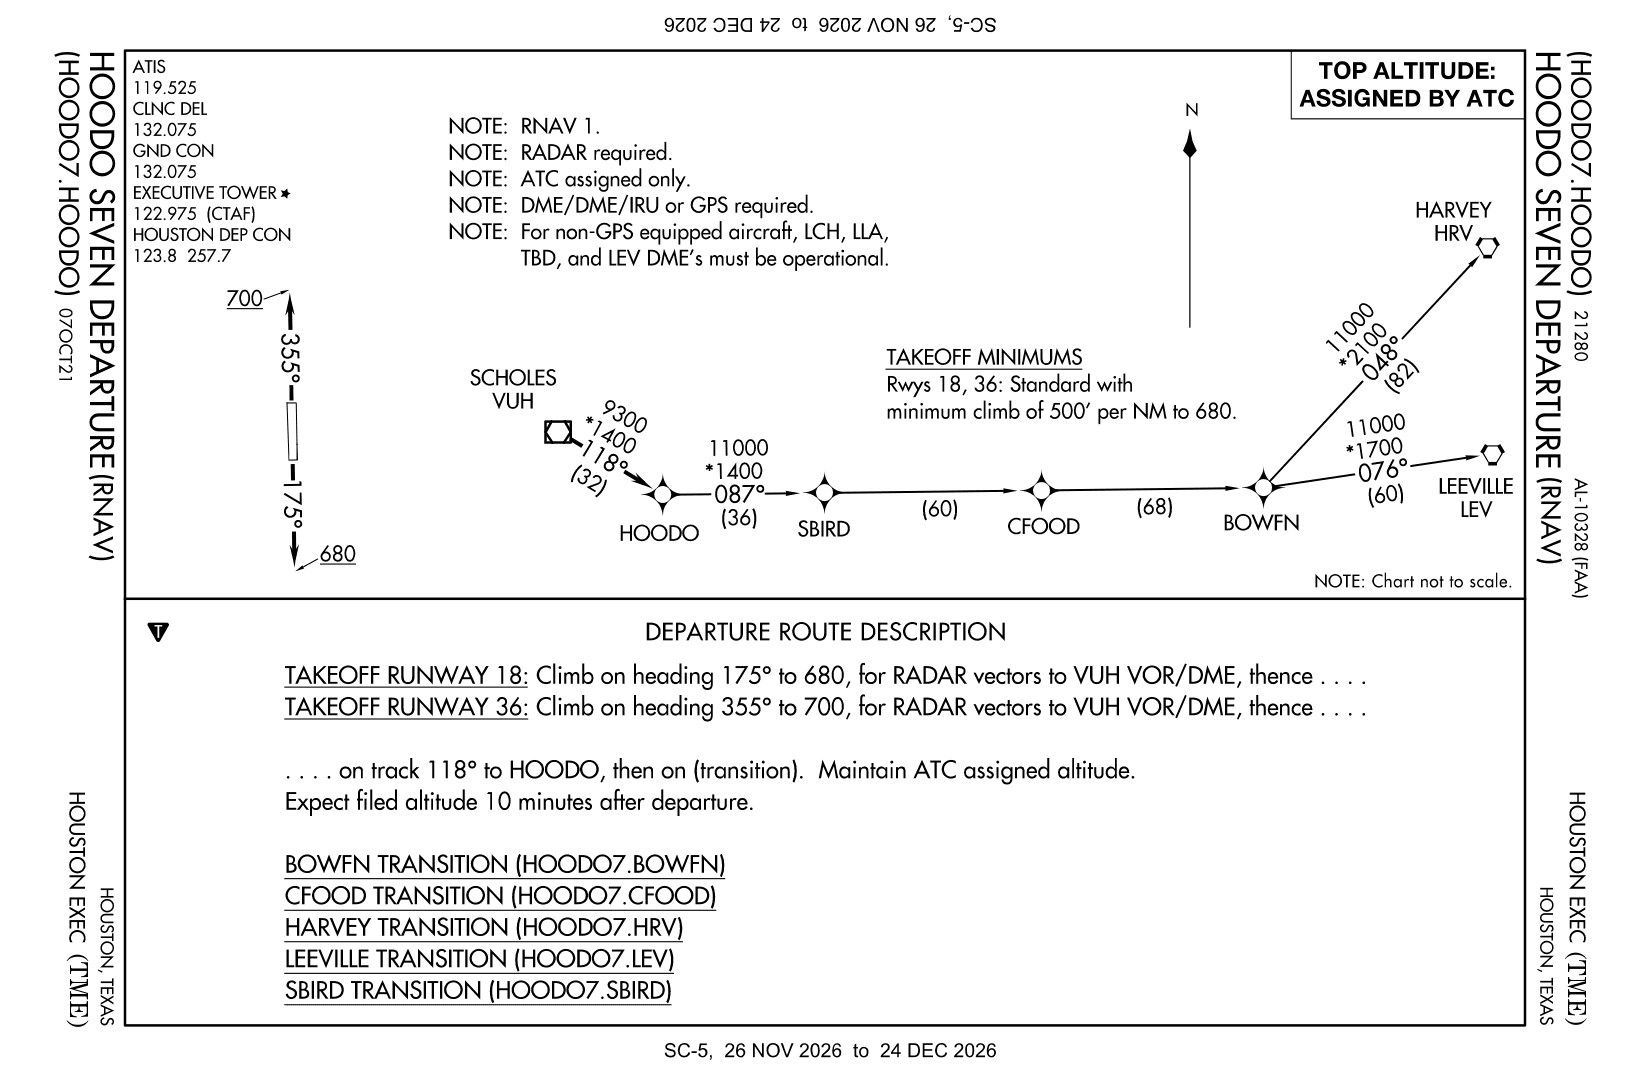 SC-5, 26 NOV 2026 to 24 DEC 2026
HOODO SEVEN DEPARTURE (RNAV)
(HOODO7.HOODO) 07OCT21
HOUSTON, TEXAS
HOUSTON EXEC (TME)
ATIS
119.525
CLNC DEL
132.075
GND CON
132.075
EXECUTIVE TOWER ★
122.975 (CTAF)
HOUSTON DEP CON
123.8 257.7
NOTE: RNAV 1.
NOTE: RADAR required.
NOTE: ATC assigned only.
NOTE: DME/DME/IRU or GPS required.
NOTE: For non-GPS equipped aircraft, LCH, LLA,
TBD, and LEV DME's must be operational.
TOP ALTITUDE:
ASSIGNED BY ATC
N
700
355°
175°
680
TAKEOFF MINIMUMS
Rwys 18, 36: Standard with
minimum climb of 500' per NM to 680.
SCHOLES
VUH
9300
*1400
118°
(32)
HOODO
11000
*1400
087°
(36)
SBIRD
(60)
CFOOD
(68)
BOWFN
11000
*2100
048°
(82)
HARVEY
HRV
11000
*1700
076°
(60)
LEEVILLE
LEV
NOTE: Chart not to scale.
T
DEPARTURE ROUTE DESCRIPTION
TAKEOFF RUNWAY 18: Climb on heading 175° to 680, for RADAR vectors to VUH VOR/DME, thence . . . .
TAKEOFF RUNWAY 36: Climb on heading 355° to 700, for RADAR vectors to VUH VOR/DME, thence . . . .
. . . . on track 118° to HOODO, then on (transition). Maintain ATC assigned altitude.
Expect filed altitude 10 minutes after departure.
BOWFN TRANSITION (HOODO7.BOWFN)
CFOOD TRANSITION (HOODO7.CFOOD)
HARVEY TRANSITION (HOODO7.HRV)
LEEVILLE TRANSITION (HOODO7.LEV)
SBIRD TRANSITION (HOODO7.SBIRD)
(HOODO7.HOODO) 21280
HOODO SEVEN DEPARTURE (RNAV)
AL-10328 (FAA)
HOUSTON EXEC (TME)
HOUSTON, TEXAS
SC-5, 26 NOV 2026 to 24 DEC 2026